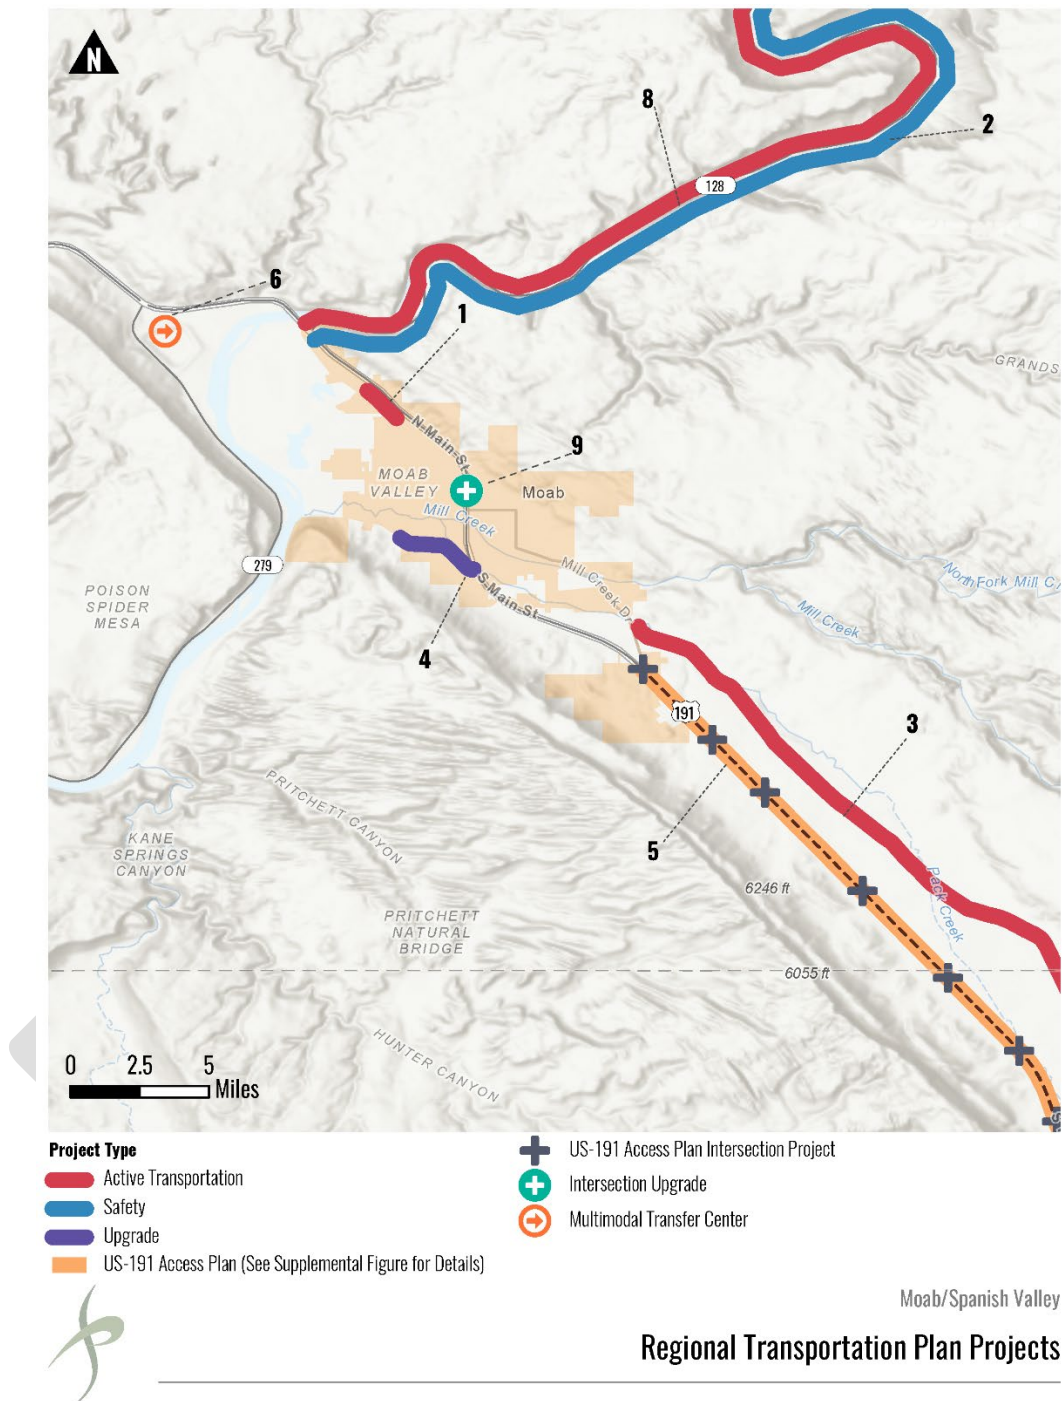 N
8
2
128
6
1
GRANDS
N-Main-St
9
MOAB
VALLEY
Moab
Mill Creek
279
Mill Creek-Dr
North Fork Mill C
POISON
SPIDER
MESA
S-Main-St
Mill Creek
4
191
3
PRITCHETT CANYON
KANE
SPRINGS
CANYON
5
6246 ft
Pack Creek
PRITCHETT
NATURAL
BRIDGE
6055 ft
HUNTER CANYON
0 2.5 5
Miles
Project Type
Active Transportation
Safety
Upgrade
US-191 Access Plan (See Supplemental Figure for Details)
US-191 Access Plan Intersection Project
Intersection Upgrade
Multimodal Transfer Center
Moab/Spanish Valley
Regional Transportation Plan Projects